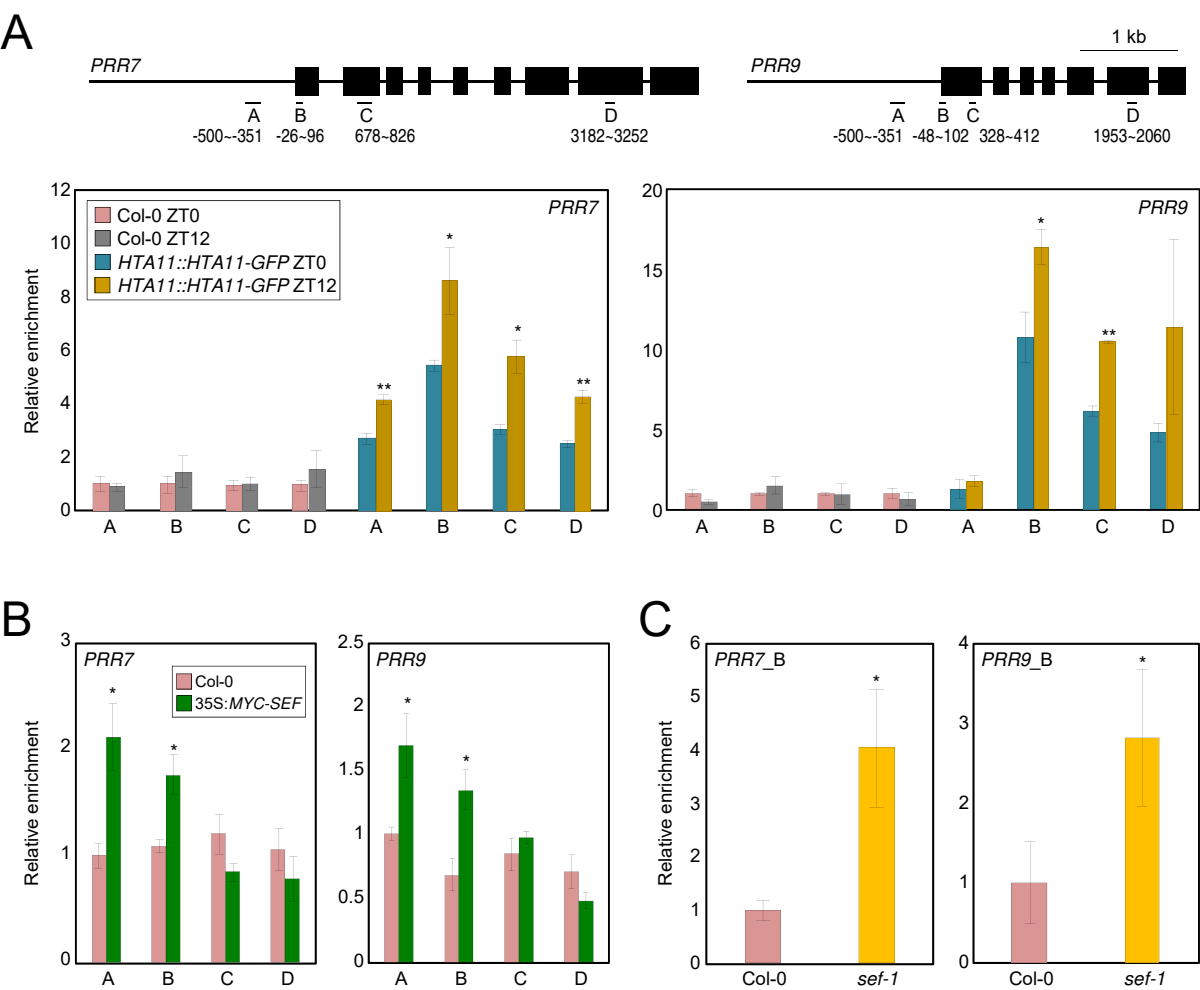 A
PRR7
A B C D
-500~-351 -26~96 678~826 3182~3252
1 kb
PRR9
A B C D
-500~-351 -48~102 328~412 1953~2060
Relative enrichment
12
10
8
6
4
2
0
PRR7
Col-0 ZT0
Col-0 ZT12
HTA11::HTA11-GFP ZT0
HTA11::HTA11-GFP ZT12
** * * **
A B C D A B C D
20
15
10
5
0
PRR9
* **
A B C D A B C D
B
Relative enrichment
3
2
1
0
PRR7
Col-0
35S:MYC-SEF
* *
A B C D
2.5
2
1.5
1
0.5
0
PRR9
* *
A B C D
C
Relative enrichment
6
5
4
3
2
1
0
PRR7_B
*
Col-0 sef-1
4
3
2
1
0
PRR9_B
*
Col-0 sef-1